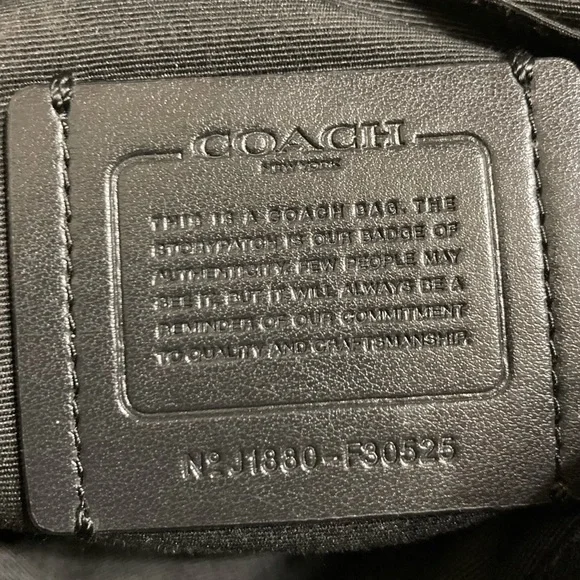 COACH
NEW YORK
THIS IS A COACH BAG. THE
STORYPATCH IS OUR BADGE OF
AUTHENTICITY. FEW PEOPLE MAY
SEE IT, BUT IT WILL ALWAYS BE A
REMINDER OF OUR COMMITMENT
TO QUALITY AND CRAFTSMANSHIP.
Nº J1880-F30525